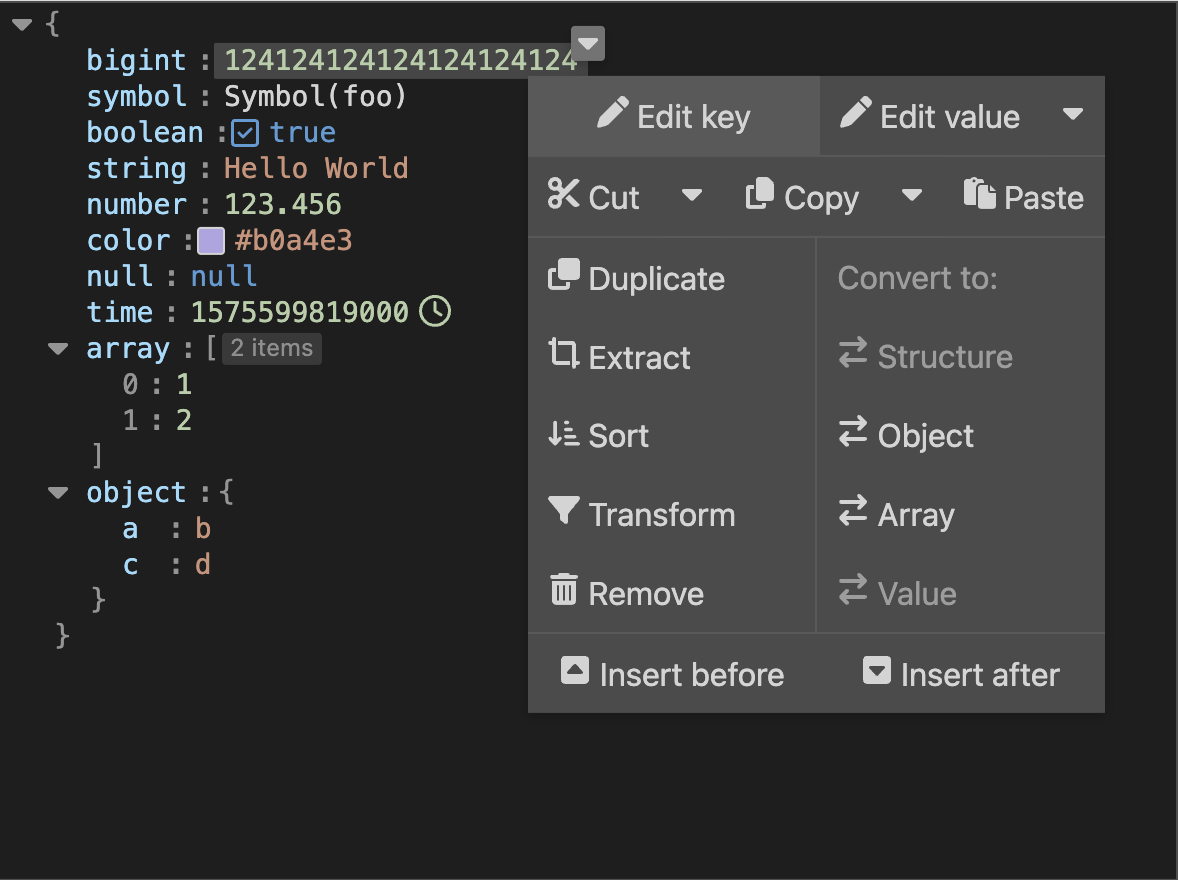 {
bigint : 124124124124124124124
symbol : Symbol(foo)
boolean : true
string : Hello World
number : 123.456
color : #b0a4e3
null : null
time : 1575599819000
array : [ 2 items
0 : 1
1 : 2
]
object : {
a : b
c : d
}
}
Edit key Edit value
Cut Copy Paste
Duplicate
Extract
Sort
Transform
Remove
Convert to:
Structure
Object
Array
Value
Insert before Insert after